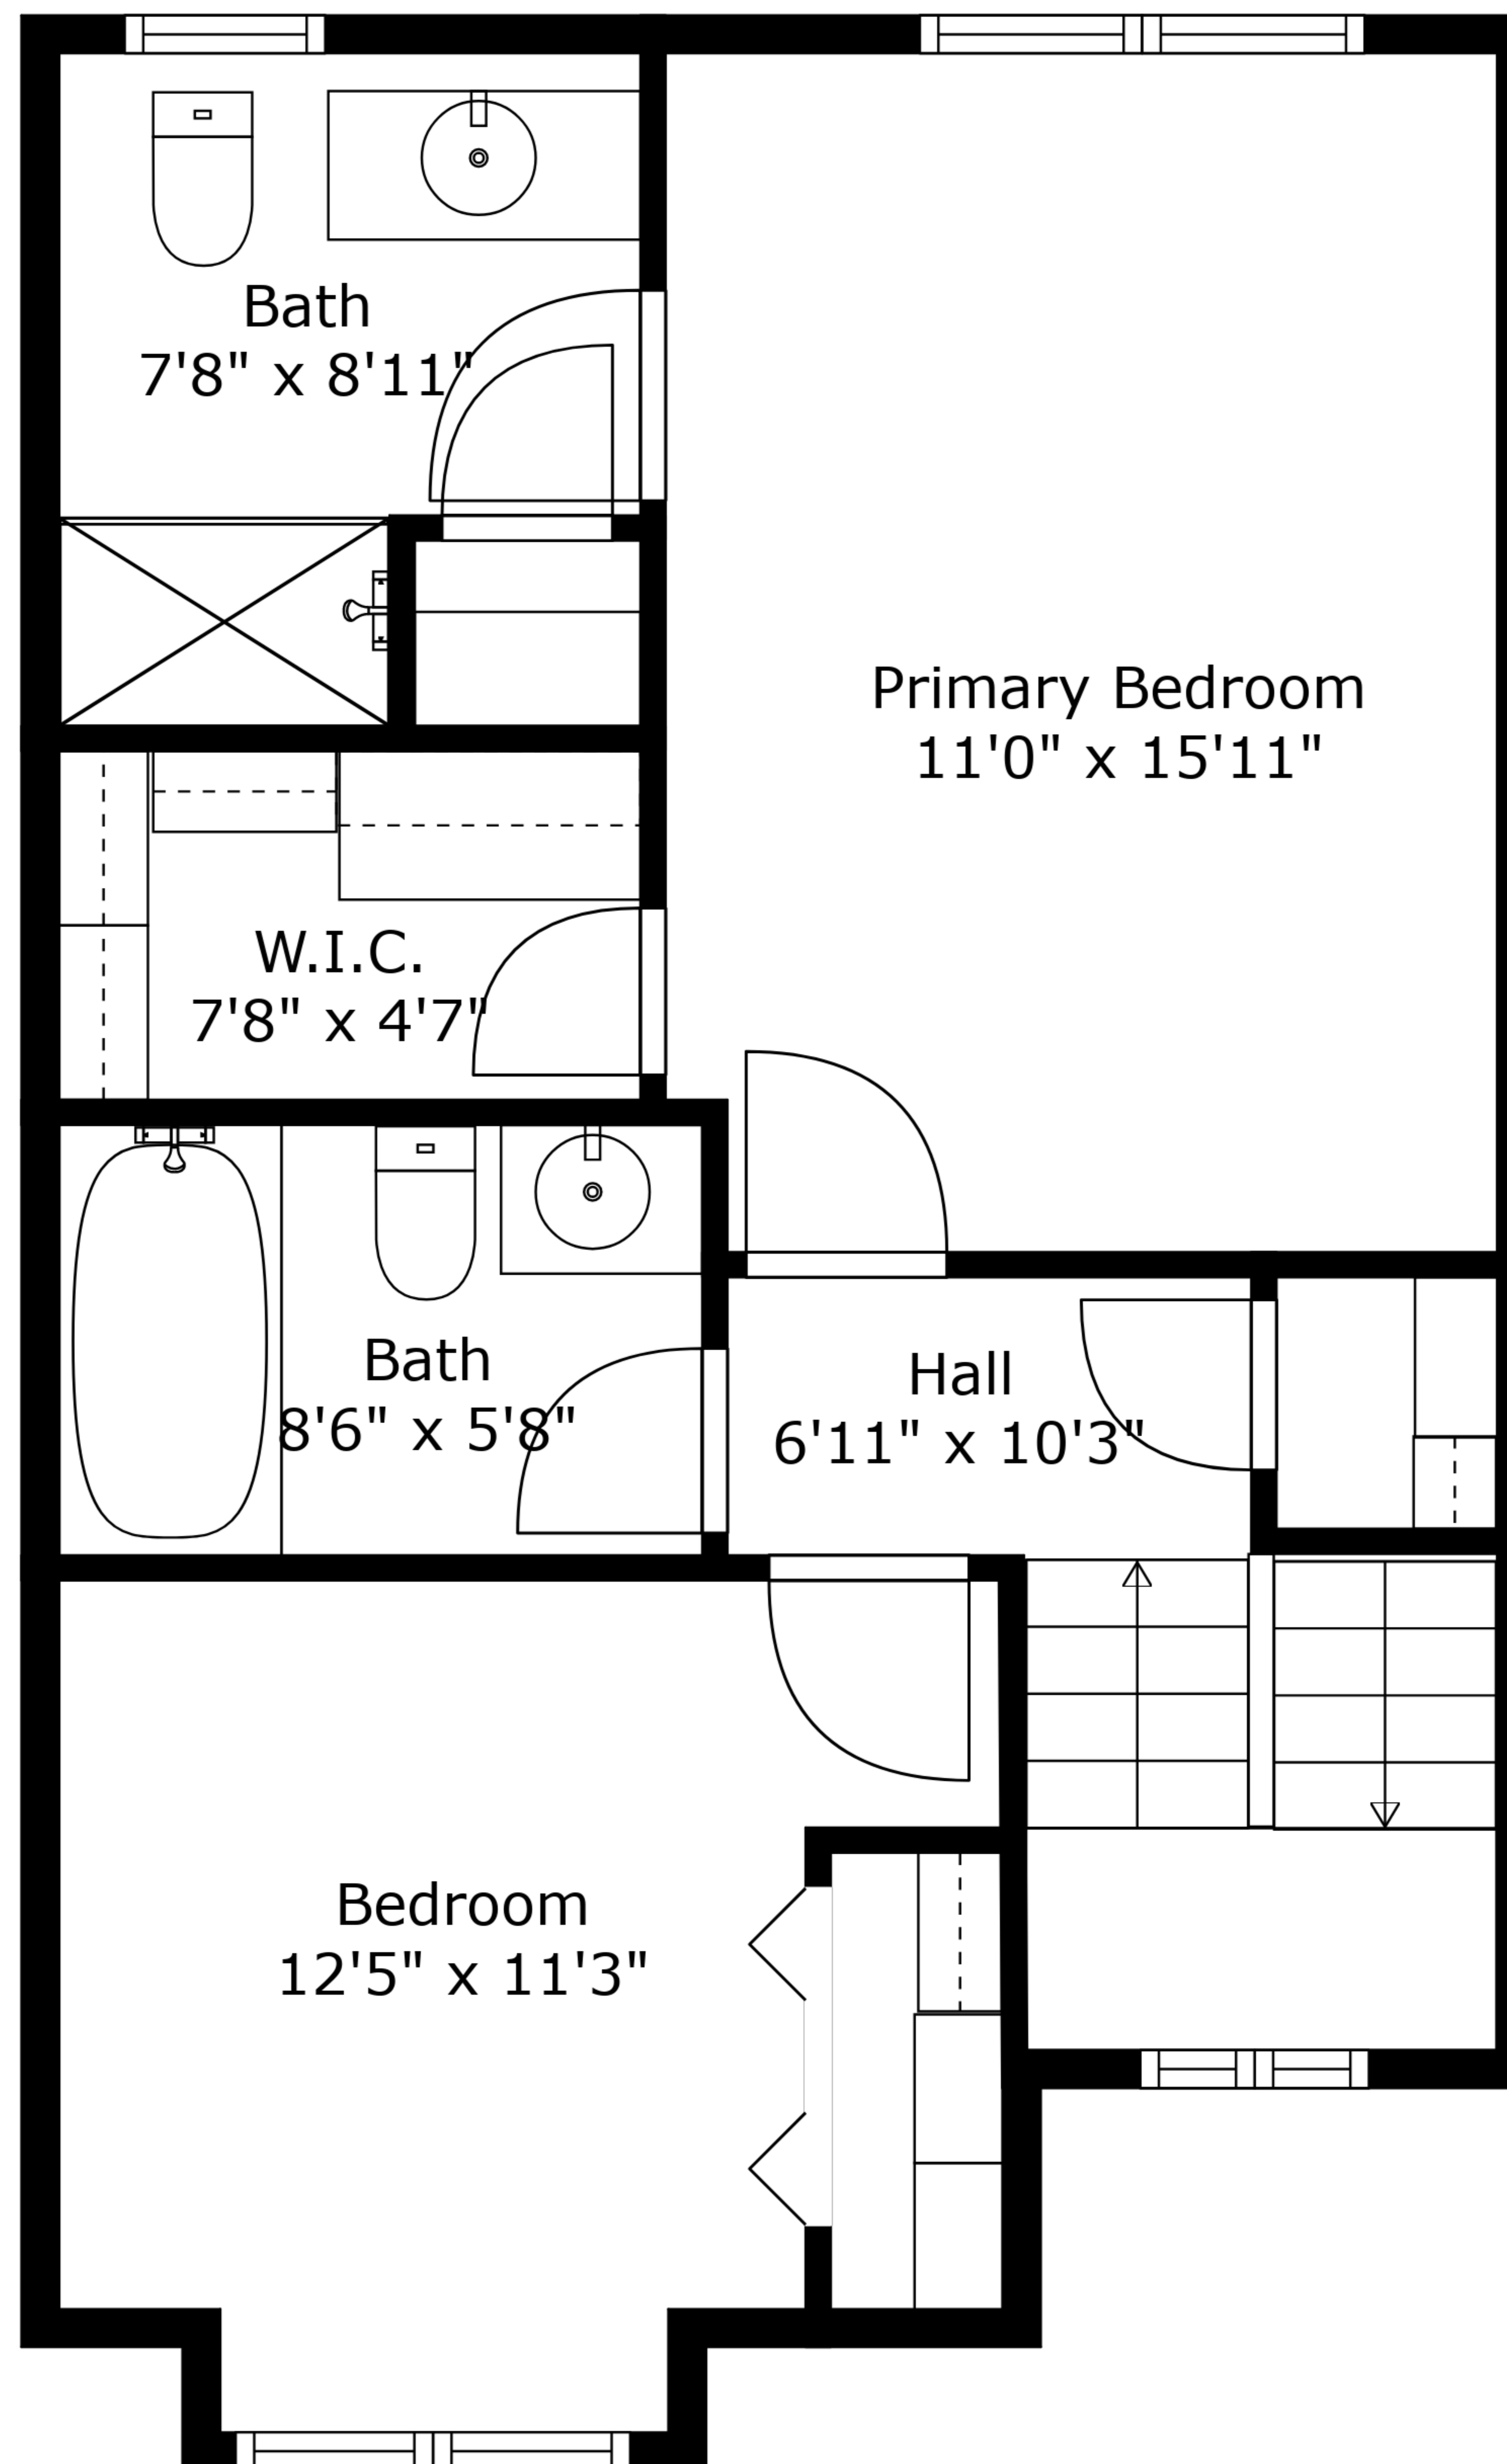 Bath
7'8" x 8'11"
Primary Bedroom
11'0" x 15'11"
W.I.C.
7'8" x 4'7"
Bath
8'6" x 5'8"
Hall
6'11" x 10'3"
Bedroom
12'5" x 11'3"